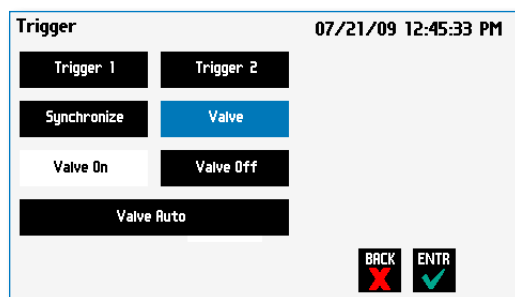 Trigger 07/21/09 12:45:33 PM
Trigger 1 Trigger 2
Synchronize Valve
Valve On Valve Off
Valve Auto
BACK ENTR